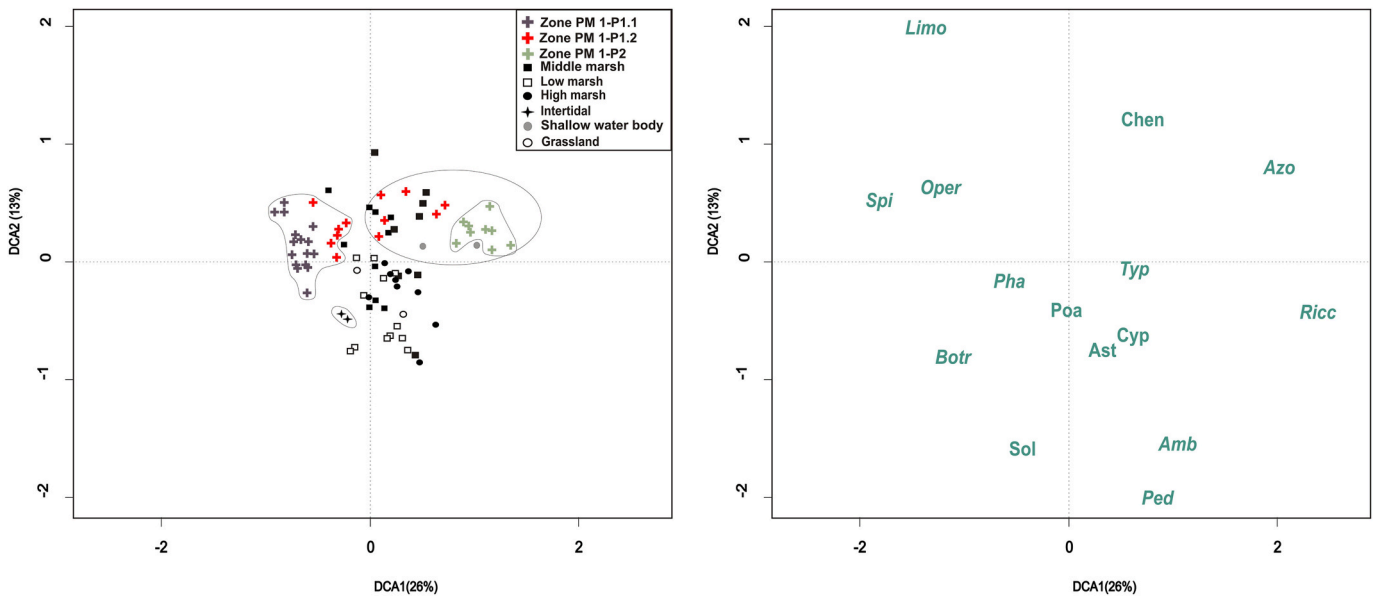 Zone PM 1-P1.1
Zone PM 1-P1.2
Zone PM 1-P2
Middle marsh
Low marsh
High marsh
Intertidal
Shallow water body
Grassland
2
1
0
-1
-2
DCA2 (13%)
-2 0 2
DCA1(26%)
2
1
0
-1
-2
DCA2 (13%)
Limo
Chen
Azo
Oper
Spi
Typ
Pha
Poa
Ricc
Cyp
Ast
Botr
Amb
Sol
Ped
-2 0 2
DCA1(26%)